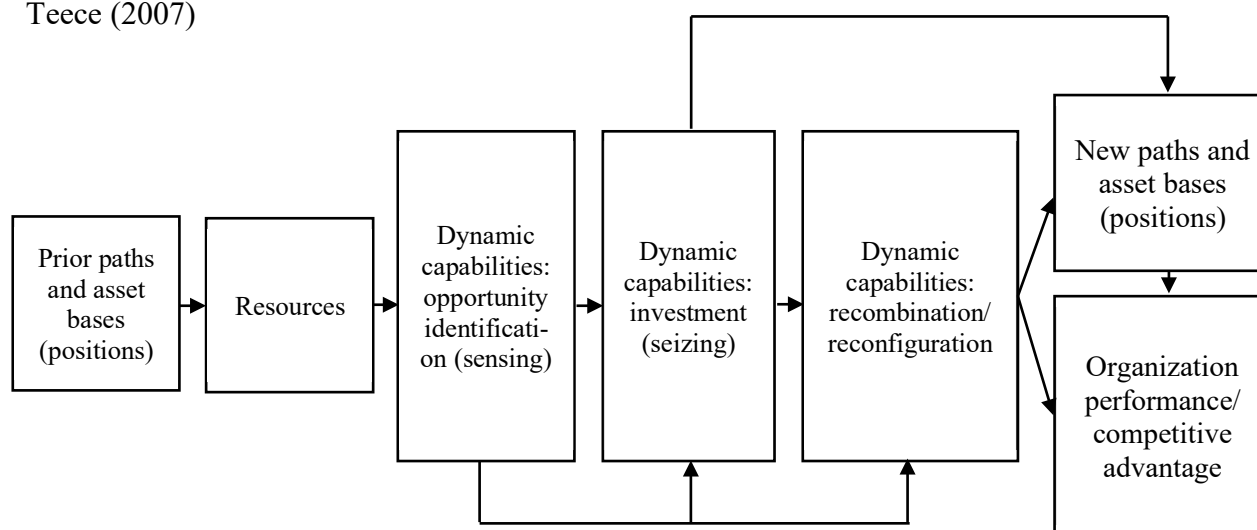 Teece (2007)
Prior paths
and asset
bases
(positions)
Resources
Dynamic
capabilities:
opportunity
identificati-
on (sensing)
Dynamic
capabilities:
investment
(seizing)
Dynamic
capabilities:
recombination/
reconfiguration
New paths and
asset bases
(positions)
Organization
performance/
competitive
advantage